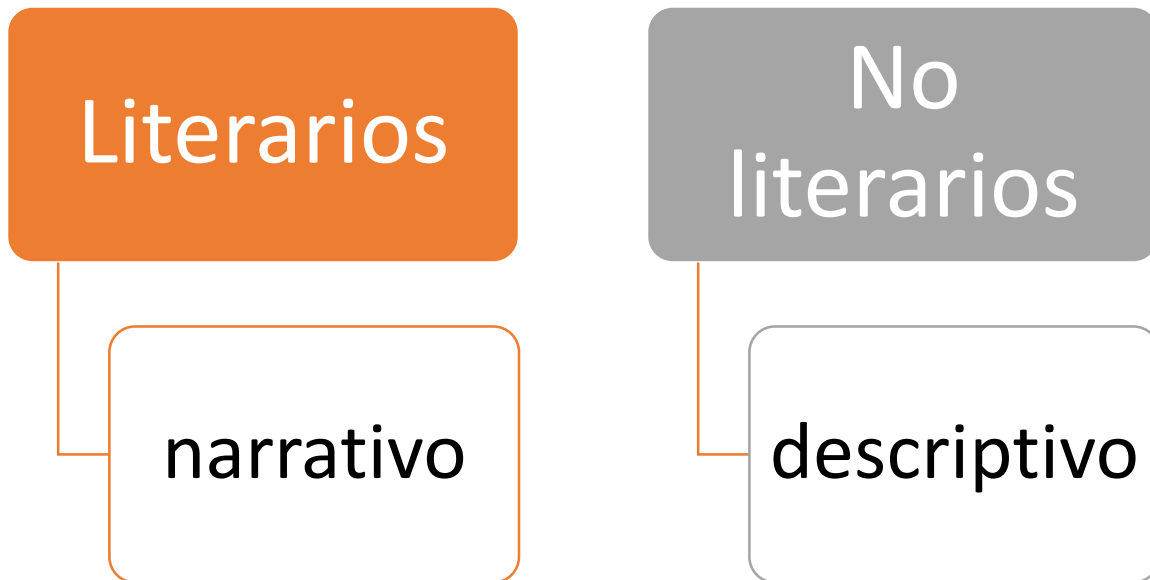 Literarios
narrativo
No
literarios
descriptivo